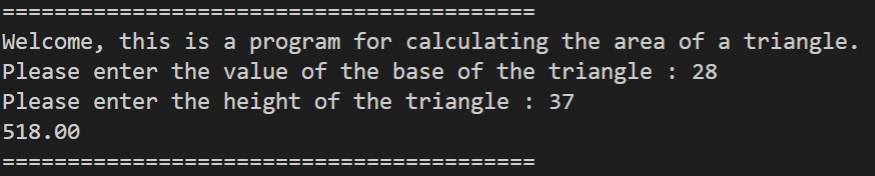 =========================================
Welcome, this is a program for calculating the area of a triangle.
Please enter the value of the base of the triangle : 28
Please enter the height of the triangle : 37
518.00
=========================================